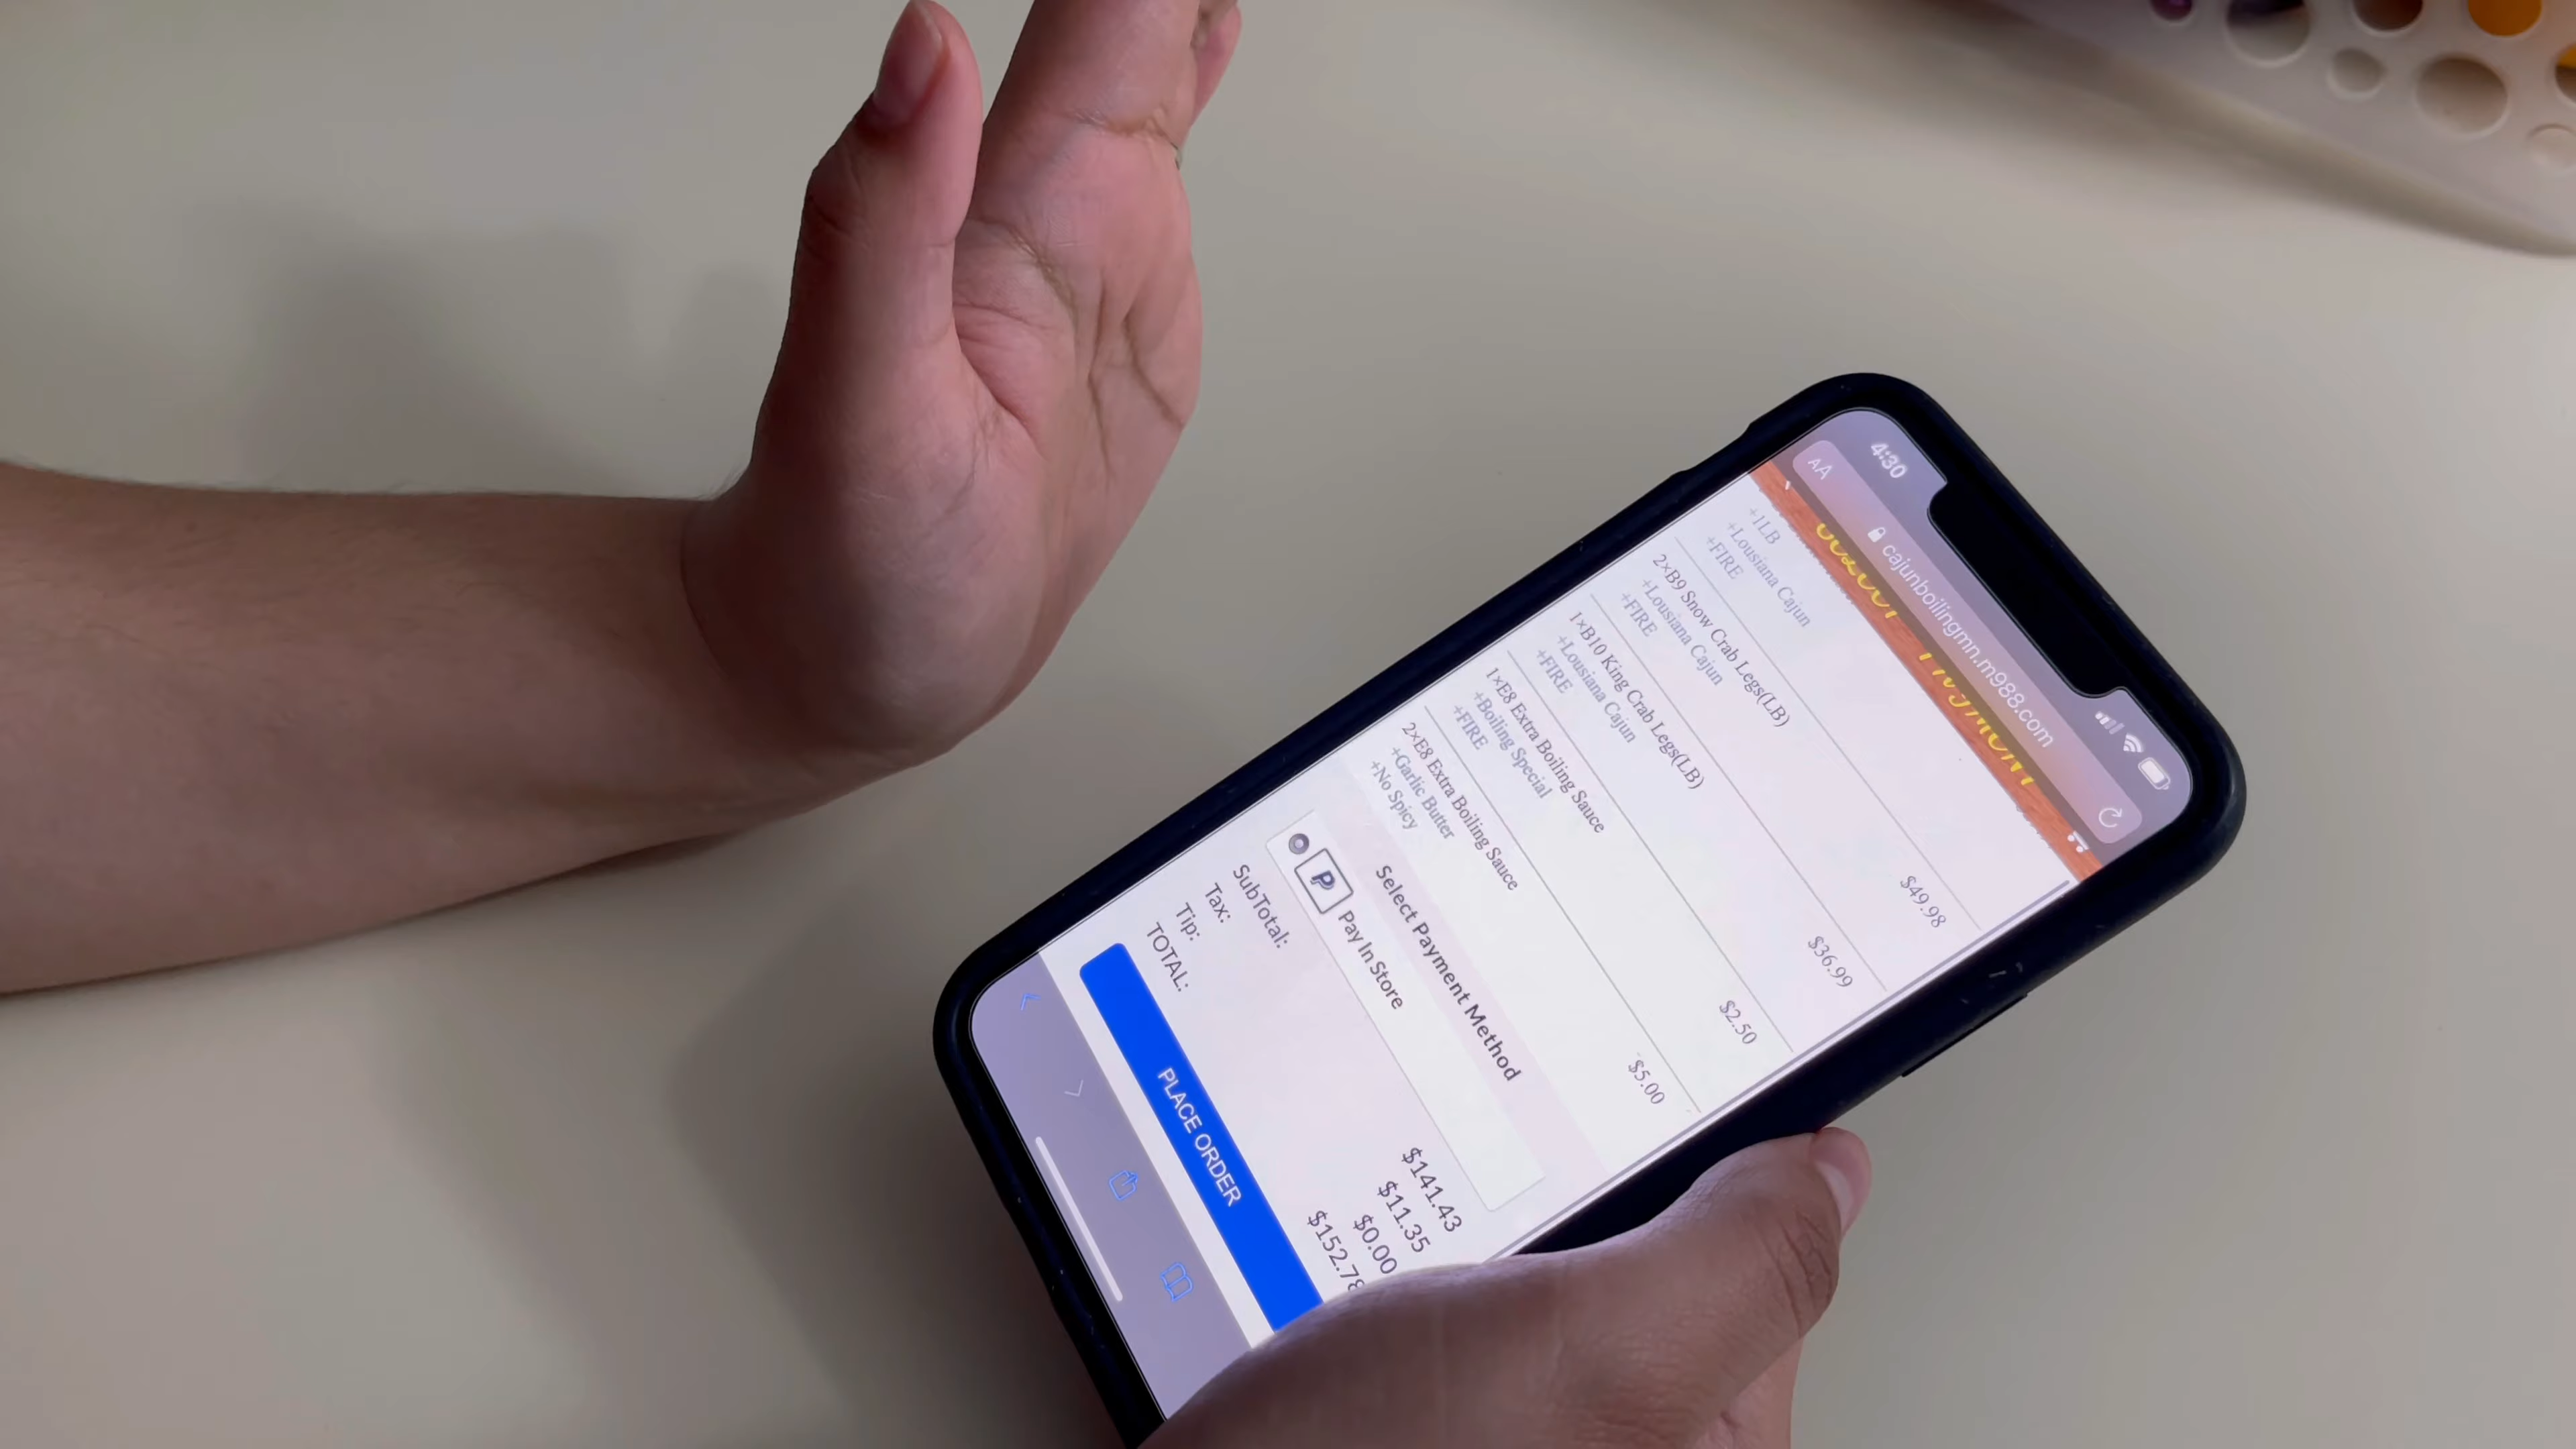 4:30
AA
cajunboilingmn.m988.com
+1LB
+Lousiana Cajun
+FIRE
2×B9 Snow Crab Legs(LB) $49.98
+Lousiana Cajun
+FIRE
1×B10 King Crab Legs(LB) $36.99
+Lousiana Cajun
+FIRE
1×E8 Extra Boiling Sauce $2.50
+Boiling Special
+FIRE
2×E8 Extra Boiling Sauce $5.00
+Garlic Butter
+No Spicy
Select Payment Method
P Pay In Store
SubTotal: $141.43
Tax: $11.35
Tip: $0.00
TOTAL: $152.78
PLACE ORDER